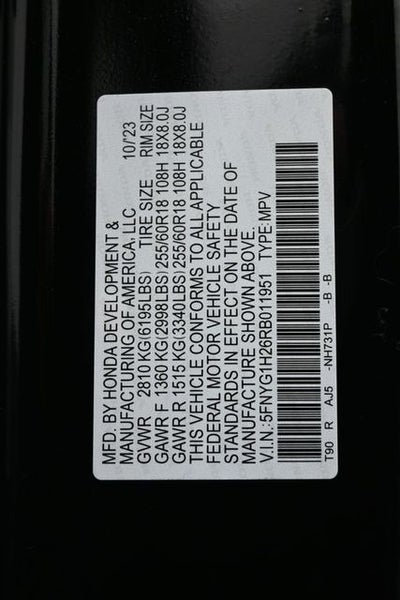 MFD. BY HONDA DEVELOPMENT &
MANUFACTURING OF AMERICA, LLC 10/'23
GVWR 2810 KG(6195LBS) TIRE SIZE RIM SIZE
GAWR F 1360 KG(2998LBS) 255/60R18 108H 18X8.0J
GAWR R 1515 KG(3340LBS) 255/60R18 108H 18X8.0J
THIS VEHICLE CONFORMS TO ALL APPLICABLE
FEDERAL MOTOR VEHICLE SAFETY
STANDARDS IN EFFECT ON THE DATE OF
MANUFACTURE SHOWN ABOVE.
V.I.N.:5FNYG1H26RB011951 TYPE:MPV
T90 R AJ5 -NH731P -B -B